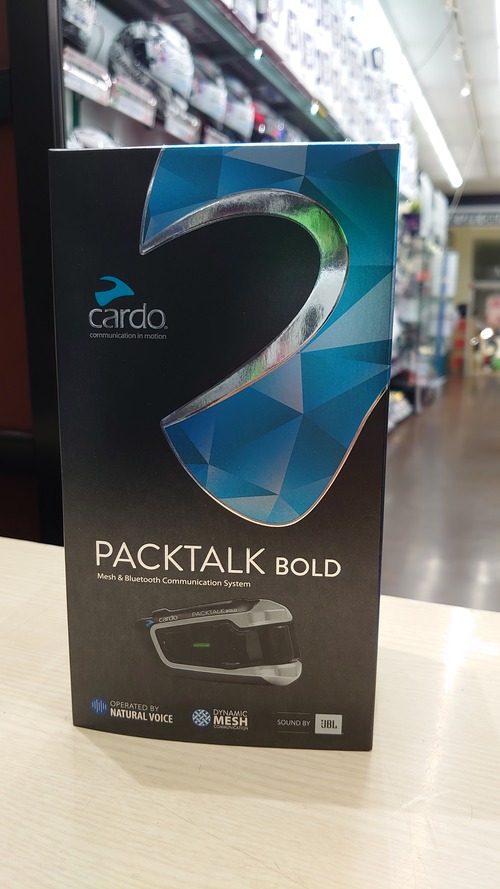 cardo
communication in motion
PACKTALK BOLD
Mesh & Bluetooth Communication System
cardo PACKTALK BOLD
OPERATED BY
NATURAL VOICE
DYNAMIC
MESH
COMMUNICATION
SOUND BY JBL